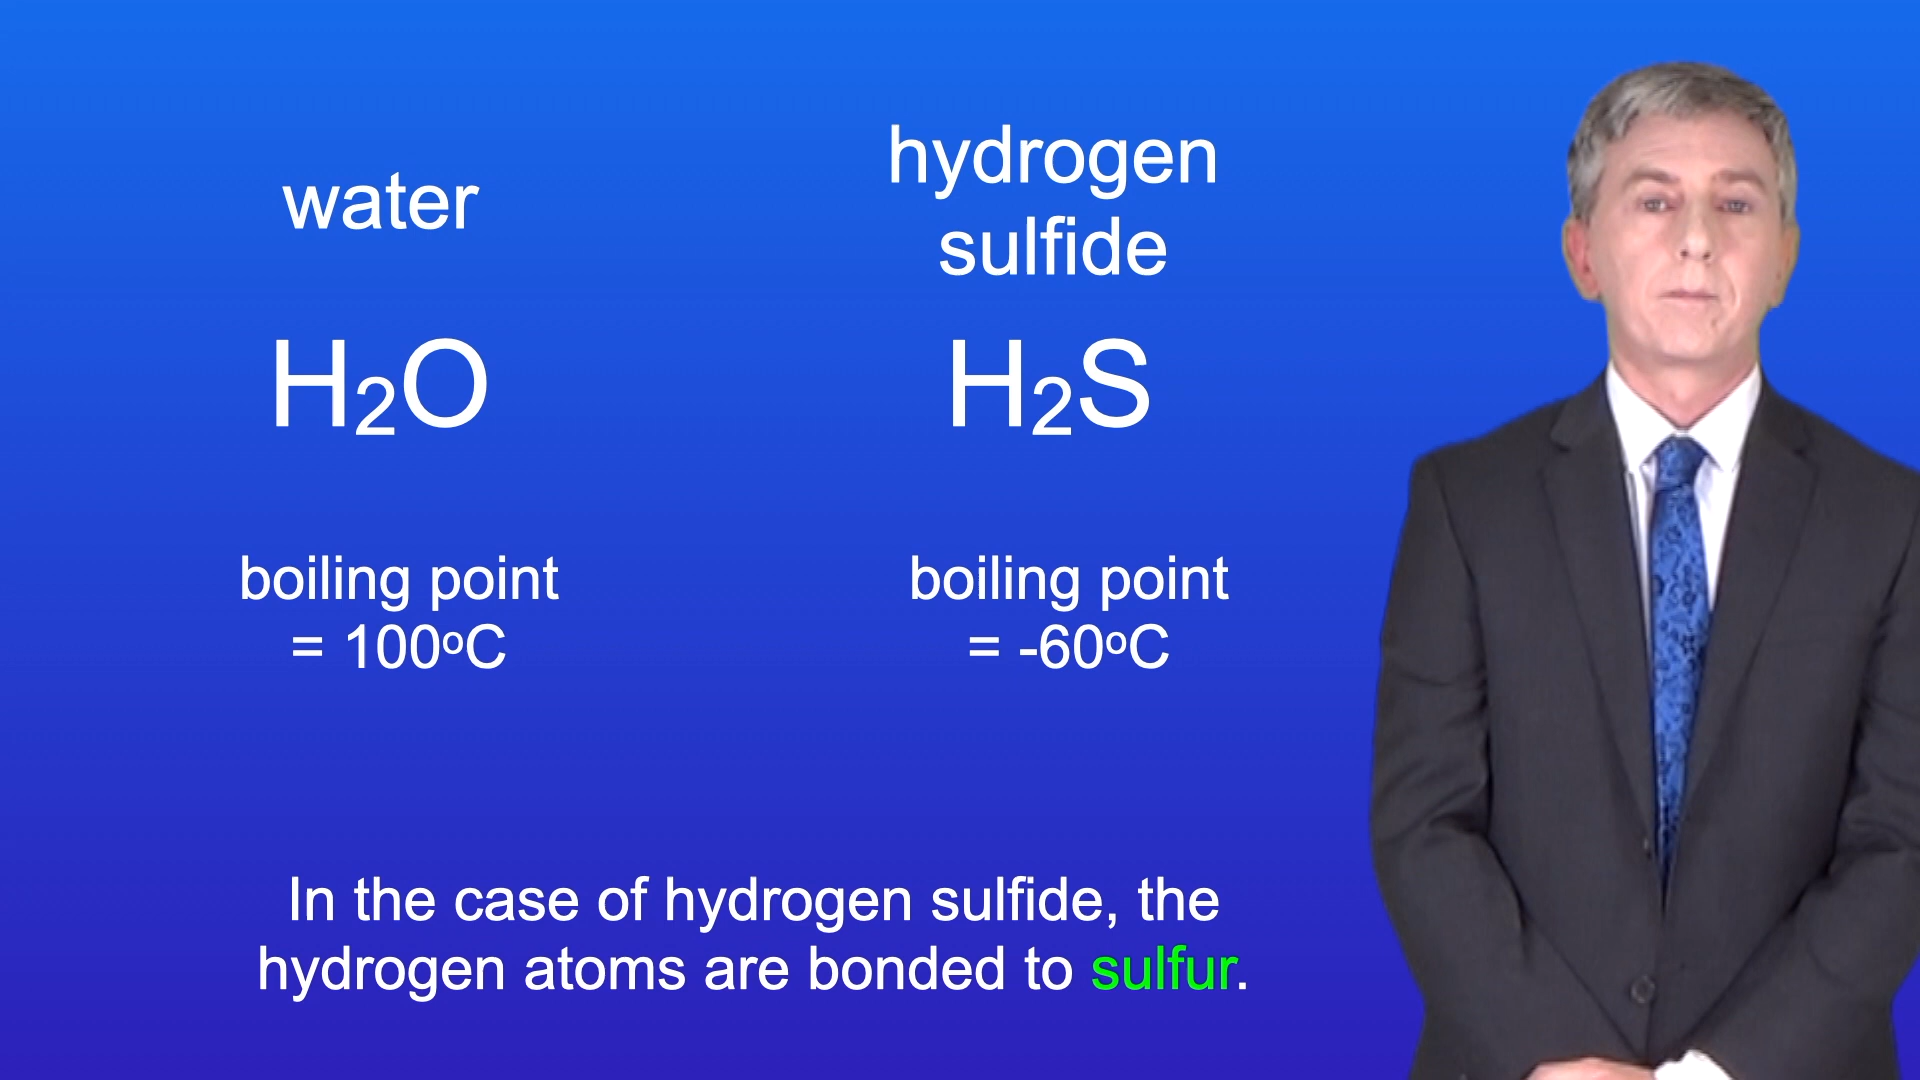 water
H₂O
boiling point
= 100ºC
hydrogen
sulfide
H₂S
boiling point
= -60ºC
In the case of hydrogen sulfide, the
hydrogen atoms are bonded to sulfur.